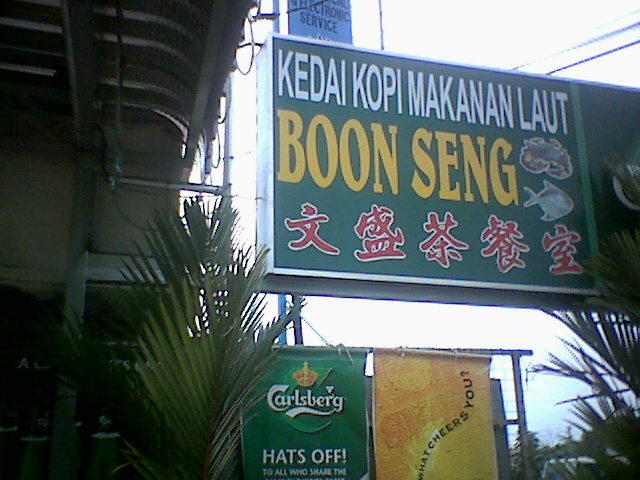 & ELECTRONIC
SERVICE
KEDAI KOPI MAKANAN LAUT
BOON SENG
文盛茶餐室
Carlsberg
HATS OFF!
TO ALL WHO SHARE THE
WHAT CHEERS YOU?